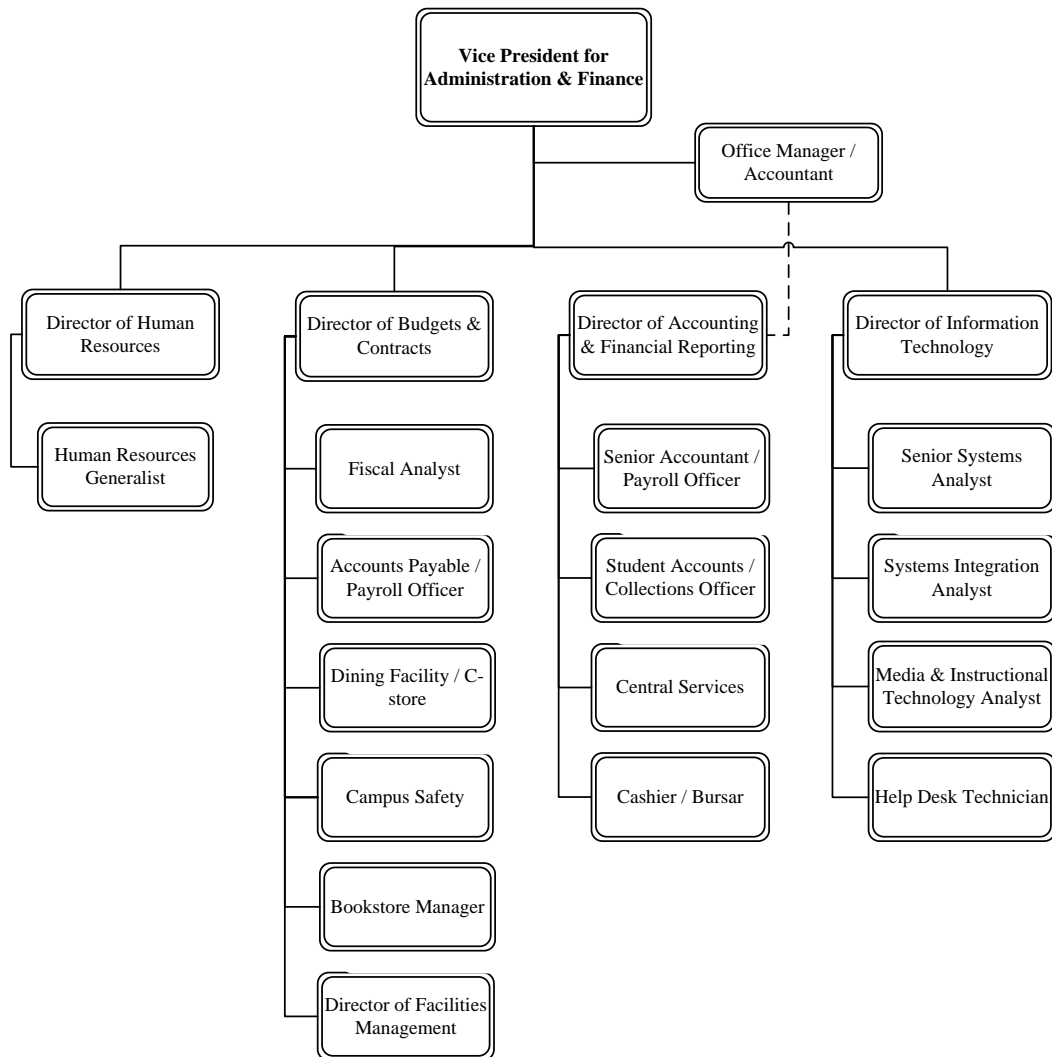 Vice President for
Administration & Finance
Office Manager /
Accountant
Director of Human
Resources
Director of Budgets &
Contracts
Director of Accounting
& Financial Reporting
Director of Information
Technology
Human Resources
Generalist
Fiscal Analyst
Senior Accountant /
Payroll Officer
Senior Systems
Analyst
Accounts Payable /
Payroll Officer
Student Accounts /
Collections Officer
Systems Integration
Analyst
Dining Facility / C-
store
Central Services
Media & Instructional
Technology Analyst
Campus Safety
Cashier / Bursar
Help Desk Technician
Bookstore Manager
Director of Facilities
Management